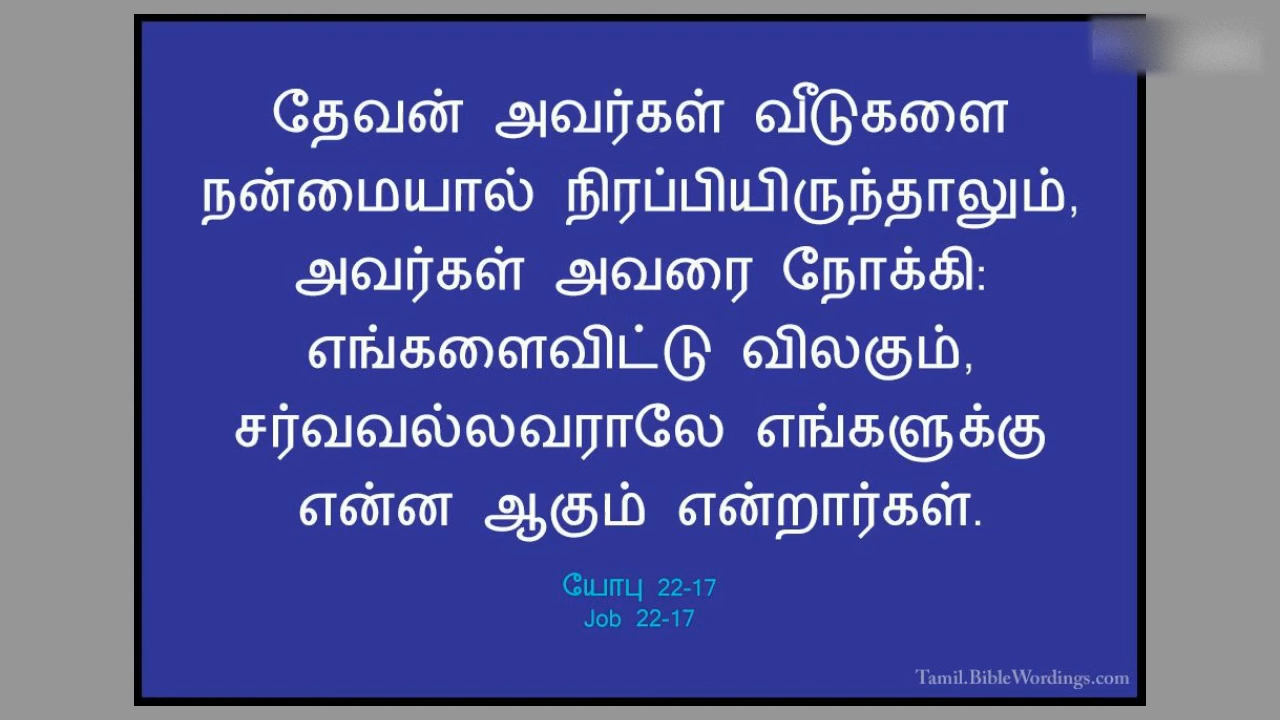 தேவன் அவர்கள் வீடுகளை
நன்மையால் நிரப்பியிருந்தாலும்,
அவர்கள் அவரை நோக்கி:
எங்களைவிட்டு விலகும்,
சர்வவல்லவராலே எங்களுக்கு
என்ன ஆகும் என்றார்கள்.
யோபு 22-17
Job 22-17
Tamil.BibleWordings.com